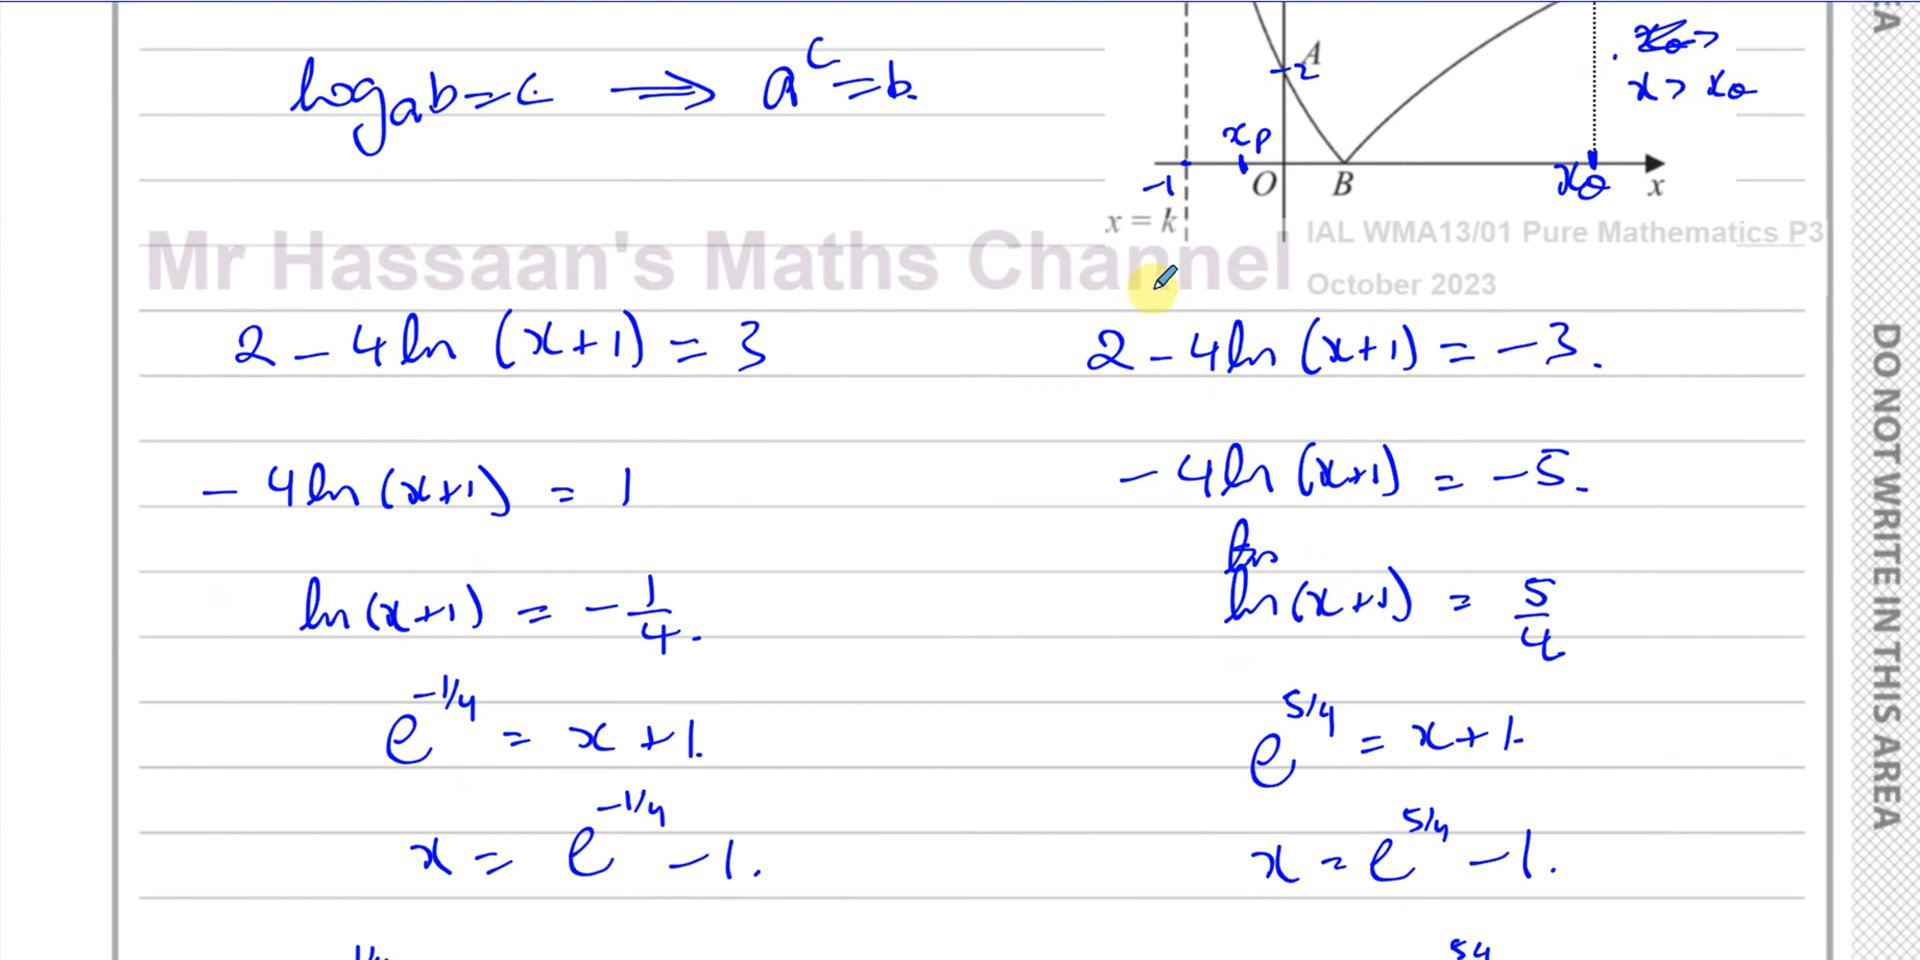 log_a b = c ⟹ a^c = b.
A
2
x > x_Q
x_P
-1 O B x_Q x
x = k
Mr Hassaan's Maths Channel
IAL WMA13/01 Pure Mathematics P3
October 2023
2 - 4ln (x+1) = 3
2 - 4ln (x+1) = -3.
-4ln (x+1) = 1
-4ln (x+1) = -5.
ln (x+1) = -1/4.
ln (x+1) = 5/4
e^(-1/4) = x + 1.
e^(5/4) = x + 1.
x = e^(-1/4) - 1.
x = e^(5/4) - 1.
DO NOT WRITE IN THIS AREA